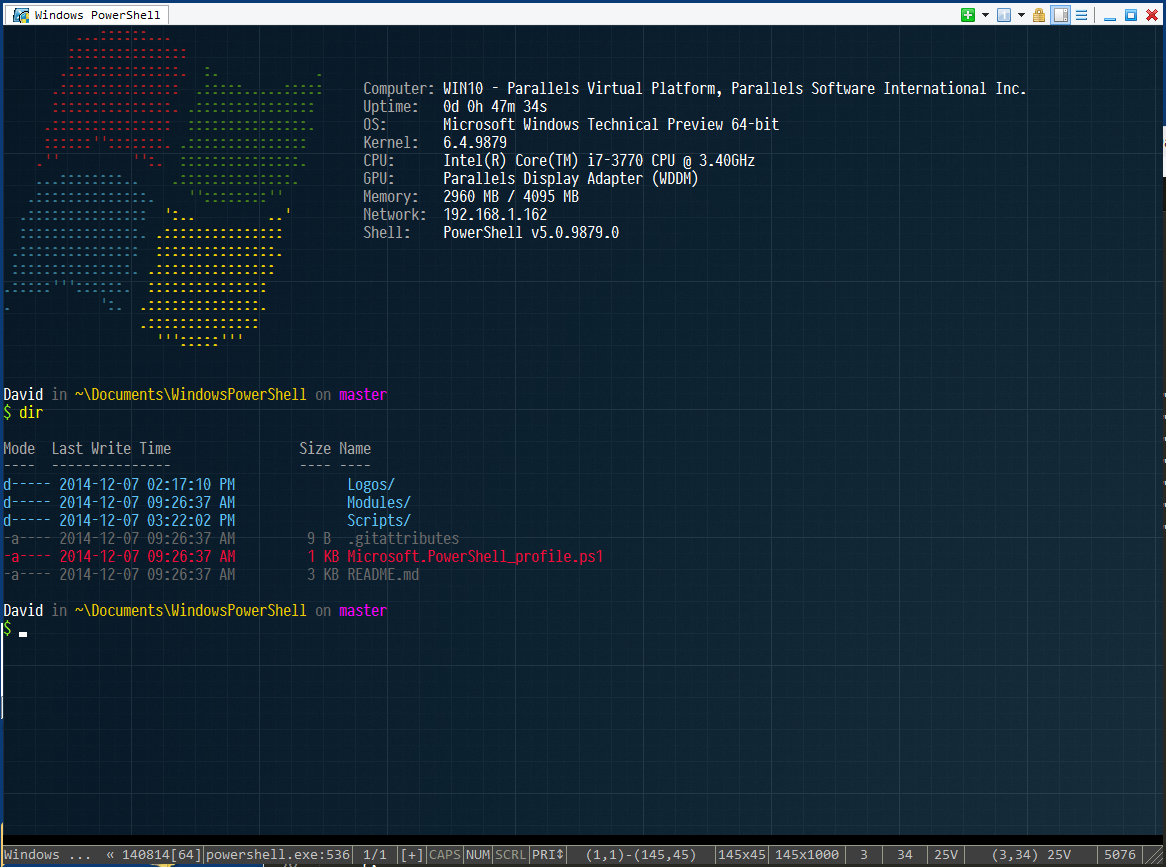 Windows PowerShell
Computer: WIN10 - Parallels Virtual Platform, Parallels Software International Inc.
Uptime: 0d 0h 47m 34s
OS: Microsoft Windows Technical Preview 64-bit
Kernel: 6.4.9879
CPU: Intel(R) Core(TM) i7-3770 CPU @ 3.40GHz
GPU: Parallels Display Adapter (WDDM)
Memory: 2960 MB / 4095 MB
Network: 192.168.1.162
Shell: PowerShell v5.0.9879.0
David in ~\Documents\WindowsPowerShell on master
$ dir
Mode Last Write Time Size Name
---- --------------- ---- ----
d----- 2014-12-07 02:17:10 PM Logos/
d----- 2014-12-07 09:26:37 AM Modules/
d----- 2014-12-07 03:22:02 PM Scripts/
-a---- 2014-12-07 09:26:37 AM 9 B .gitattributes
-a---- 2014-12-07 09:26:37 AM 1 KB Microsoft.PowerShell_profile.ps1
-a---- 2014-12-07 09:26:37 AM 3 KB README.md
David in ~\Documents\WindowsPowerShell on master
$
Windows ... « 140814[64] powershell.exe:536 1/1 [+] CAPS NUM SCRL PRI↕ (1,1)-(145,45) 145x45 145x1000 3 34 25V (3,34) 25V 5076